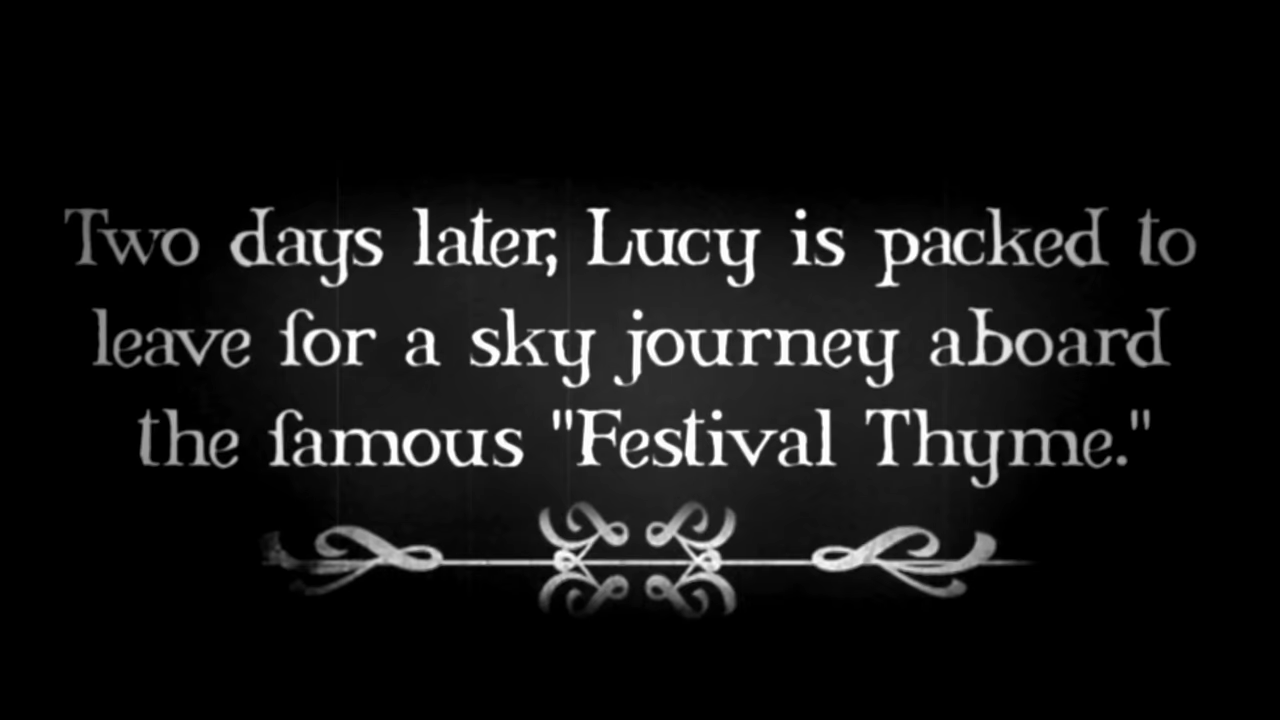 Two days later, Lucy is packed to
leave for a sky journey aboard
the famous "Festival Thyme."